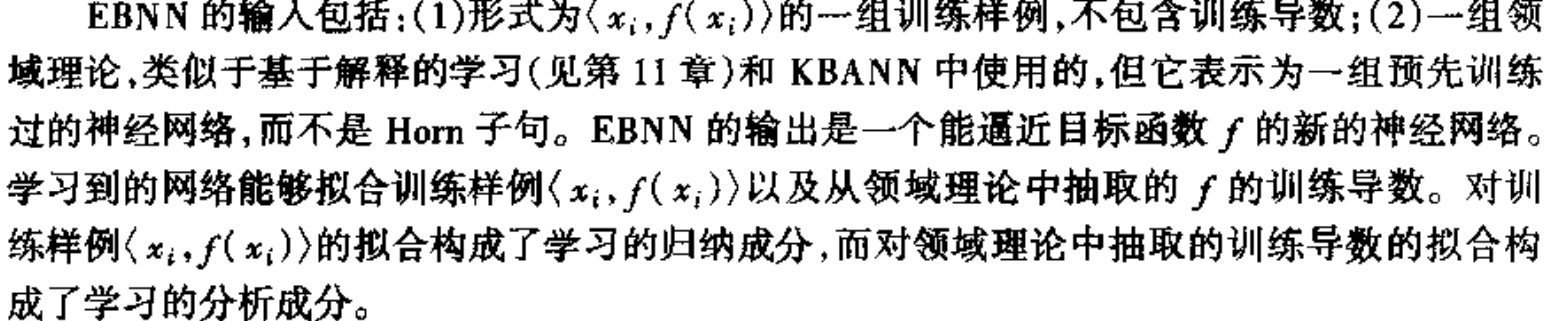 EBNN 的输入包括:(1)形式为⟨x_i, f(x_i)⟩的一组训练样例,不包含训练导数;(2)一组领
域理论,类似于基于解释的学习(见第 11 章)和 KBANN 中使用的,但它表示为一组预先训练
过的神经网络,而不是 Horn 子句。EBNN 的输出是一个能逼近目标函数 f 的新的神经网络。
学习到的网络能够拟合训练样例⟨x_i, f(x_i)⟩以及从领域理论中抽取的 f 的训练导数。对训
练样例⟨x_i, f(x_i)⟩的拟合构成了学习的归纳成分,而对领域理论中抽取的训练导数的拟合构
成了学习的分析成分。